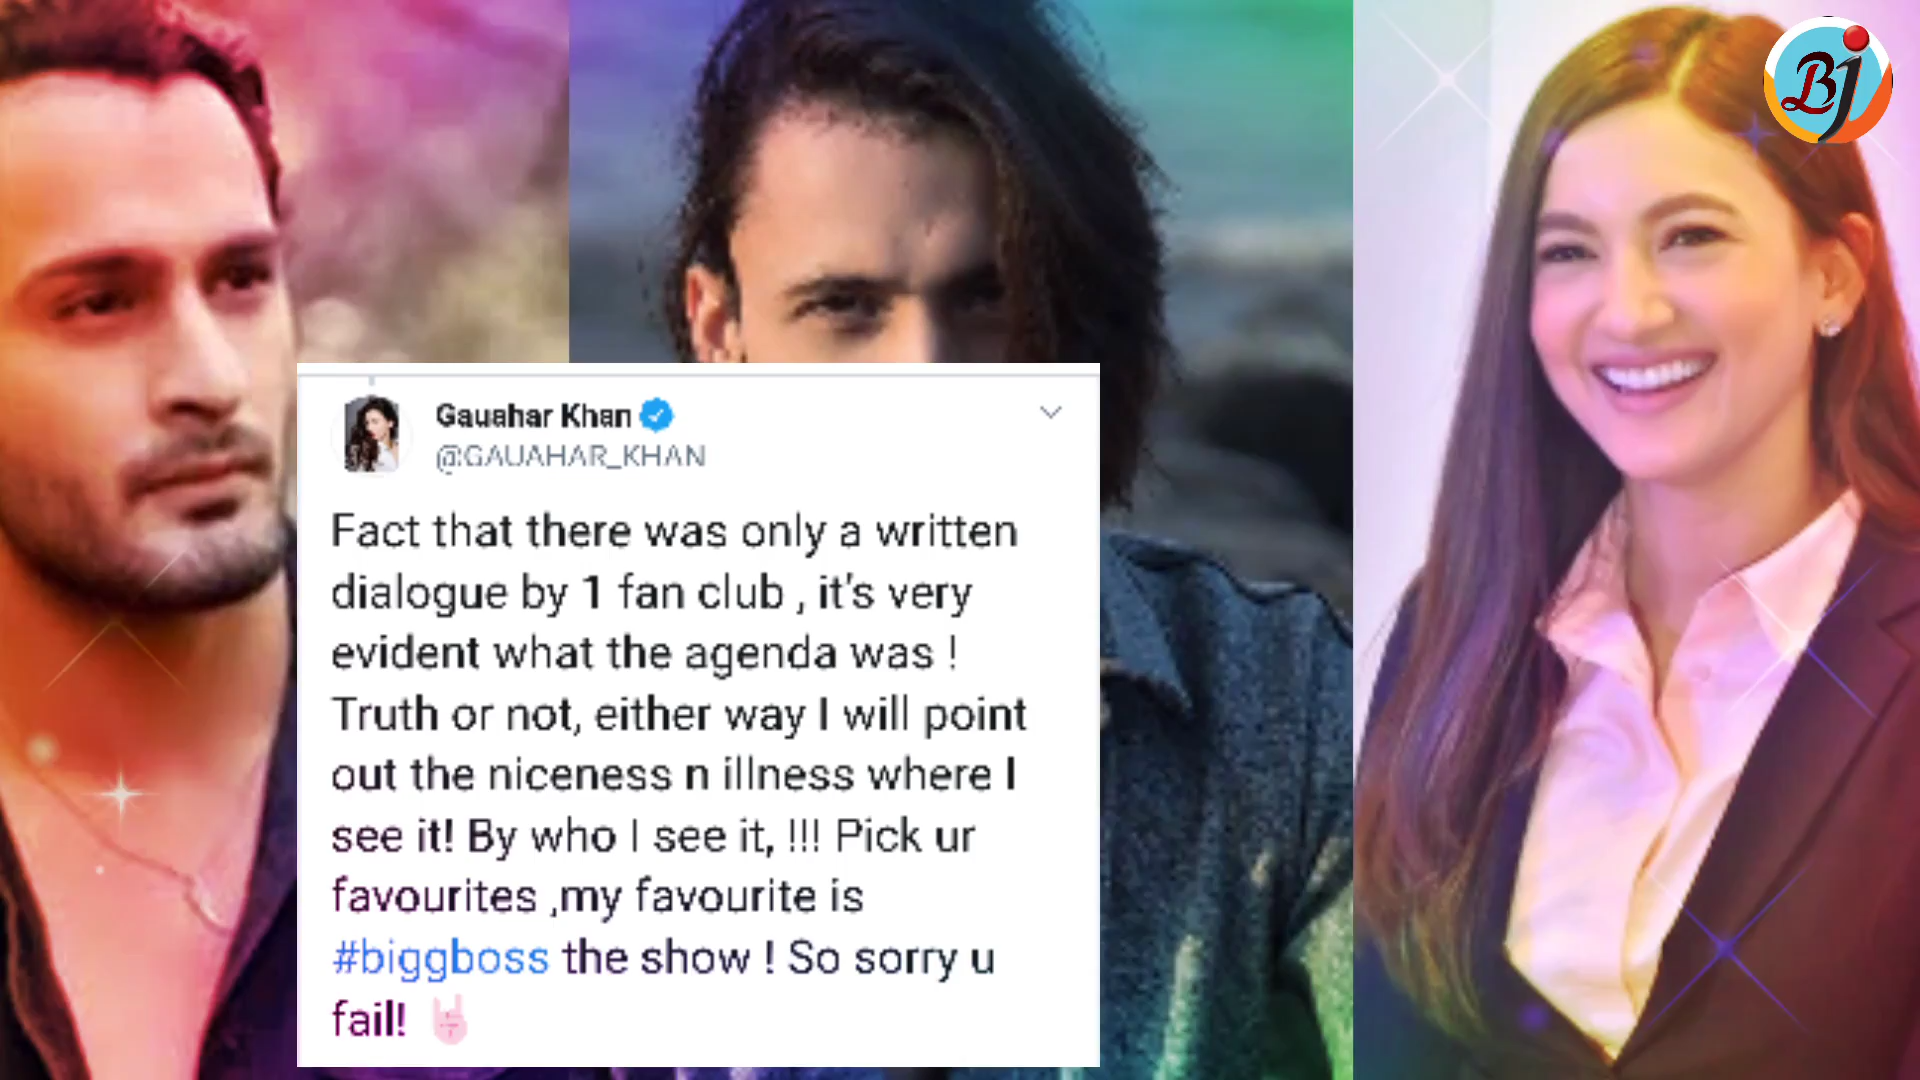 Bj
Gauahar Khan
@GAUAHAR_KHAN
Fact that there was only a written
dialogue by 1 fan club , it's very
evident what the agenda was !
Truth or not, either way I will point
out the niceness n illness where I
see it! By who I see it, !!! Pick ur
favourites ,my favourite is
#biggboss the show ! So sorry u
fail! 🤘